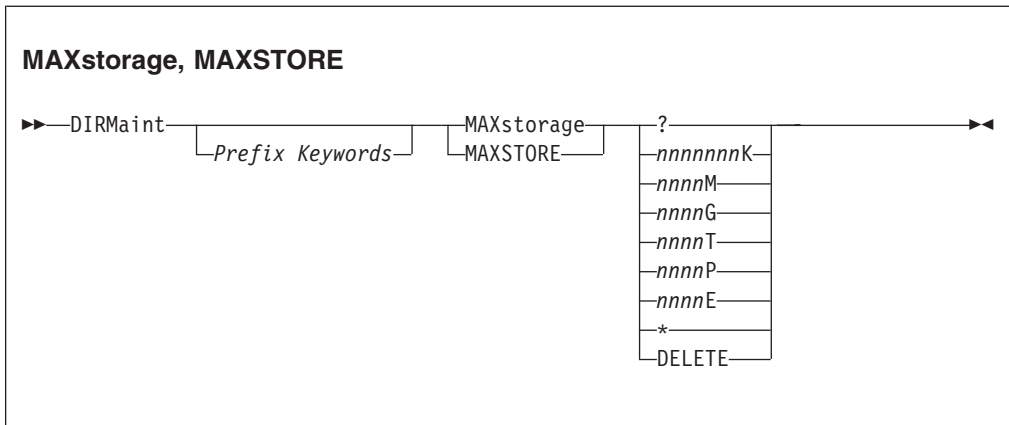 MAXstorage, MAXSTORE
►►—DIRMaint MAXstorage ? ►◄
Prefix Keywords MAXSTORE nnnnnnnK
nnnnM
nnnnG
nnnnT
nnnnP
nnnnE
*
DELETE